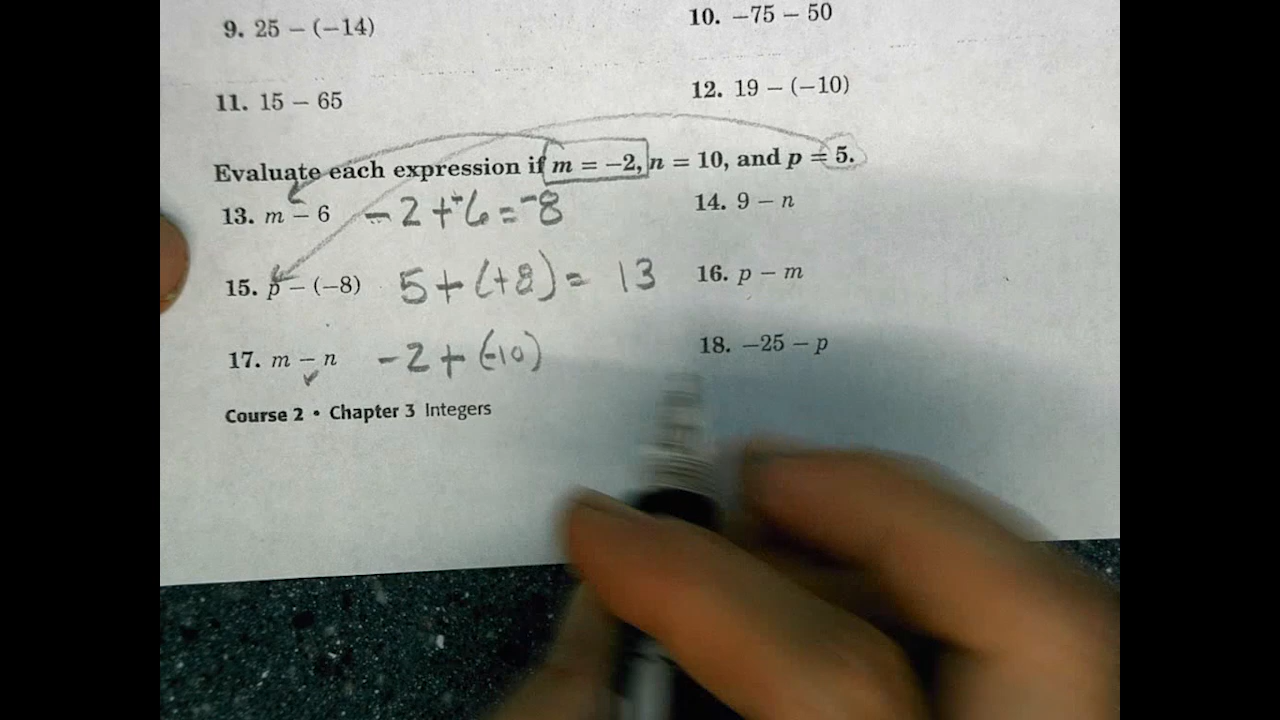 9. 25 – (–14)
10. –75 – 50
11. 15 – 65
12. 19 – (–10)
Evaluate each expression if m = –2, n = 10, and p = 5.
13. m – 6 –2 + -6 = -8
14. 9 – n
15. p – (–8) 5 + (+8) = 13
16. p – m
17. m – n –2 + (-10)
18. –25 – p
Course 2 • Chapter 3 Integers